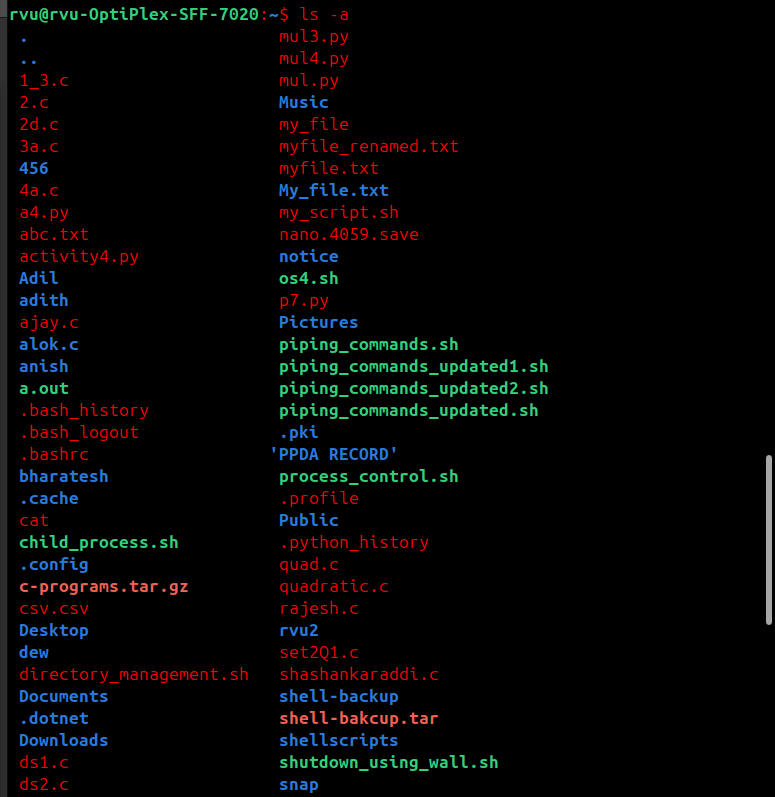 rvu@rvu-OptiPlex-SFF-7020:~$ ls -a
. mul3.py
.. mul4.py
1_3.c mul.py
2.c Music
2d.c my_file
3a.c myfile_renamed.txt
456 myfile.txt
4a.c My_file.txt
a4.py my_script.sh
abc.txt nano.4059.save
activity4.py notice
Adil os4.sh
adith p7.py
ajay.c Pictures
alok.c piping_commands.sh
anish piping_commands_updated1.sh
a.out piping_commands_updated2.sh
.bash_history piping_commands_updated.sh
.bash_logout .pki
.bashrc 'PPDA RECORD'
bharatesh process_control.sh
.cache .profile
cat Public
child_process.sh .python_history
.config quad.c
c-programs.tar.gz quadratic.c
csv.csv rajesh.c
Desktop rvu2
dew set2Q1.c
directory_management.sh shashankaraddi.c
Documents shell-backup
.dotnet shell-bakcup.tar
Downloads shellscripts
ds1.c shutdown_using_wall.sh
ds2.c snap